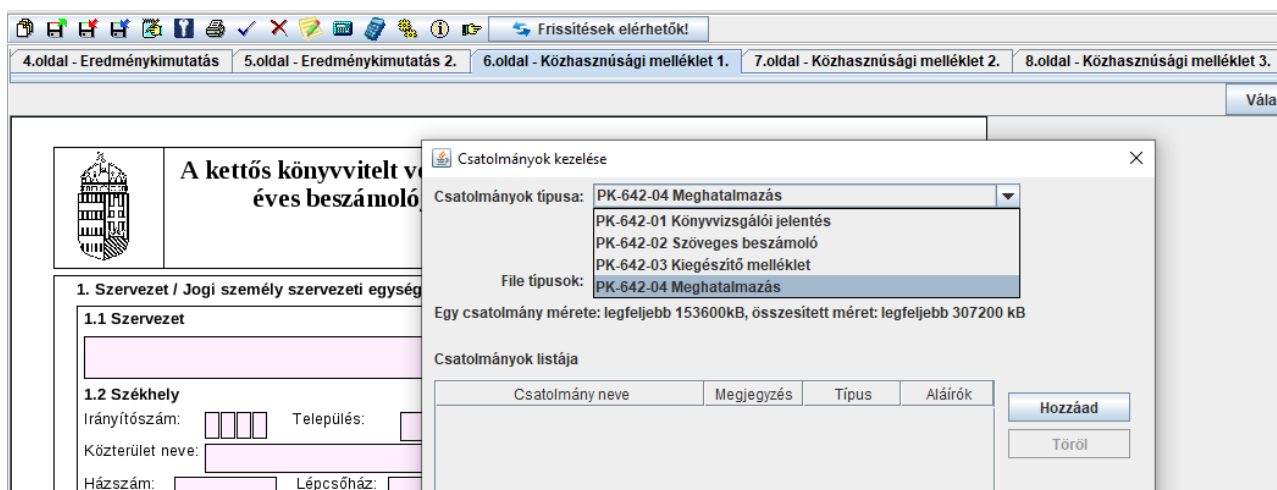 Frissítések elérhetők!
4.oldal - Eredménykimutatás 5.oldal - Eredménykimutatás 2. 6.oldal - Közhasznúsági melléklet 1. 7.oldal - Közhasznúsági melléklet 2. 8.oldal - Közhasznúsági melléklet 3.
Vála
A kettős könyvvitelt v
éves beszámoló
Csatolmányok kezelése
Csatolmányok típusa: PK-642-04 Meghatalmazás
PK-642-01 Könyvvizsgálói jelentés
PK-642-02 Szöveges beszámoló
PK-642-03 Kiegészítő melléklet
File típusok: PK-642-04 Meghatalmazás
Egy csatolmány mérete: legfeljebb 153600kB, összesített méret: legfeljebb 307200 kB
Csatolmányok listája
Csatolmány neve Megjegyzés Típus Aláírók
Hozzáad
Töröl
1. Szervezet / Jogi személy szervezeti egység
1.1 Szervezet
1.2 Székhely
Irányítószám: Település:
Közterület neve:
Házszám: Lépcsőház: